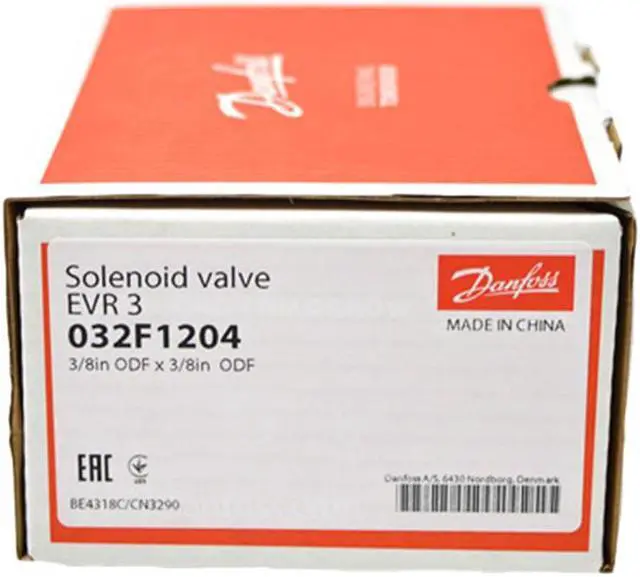 Danfoss
Solenoid valve
EVR 3
032F1204
3/8in ODF x 3/8in ODF
Danfoss
MADE IN CHINA
EAC
Danfoss A/S, 6430 Nordborg, Denmark
BE4318C/CN3290